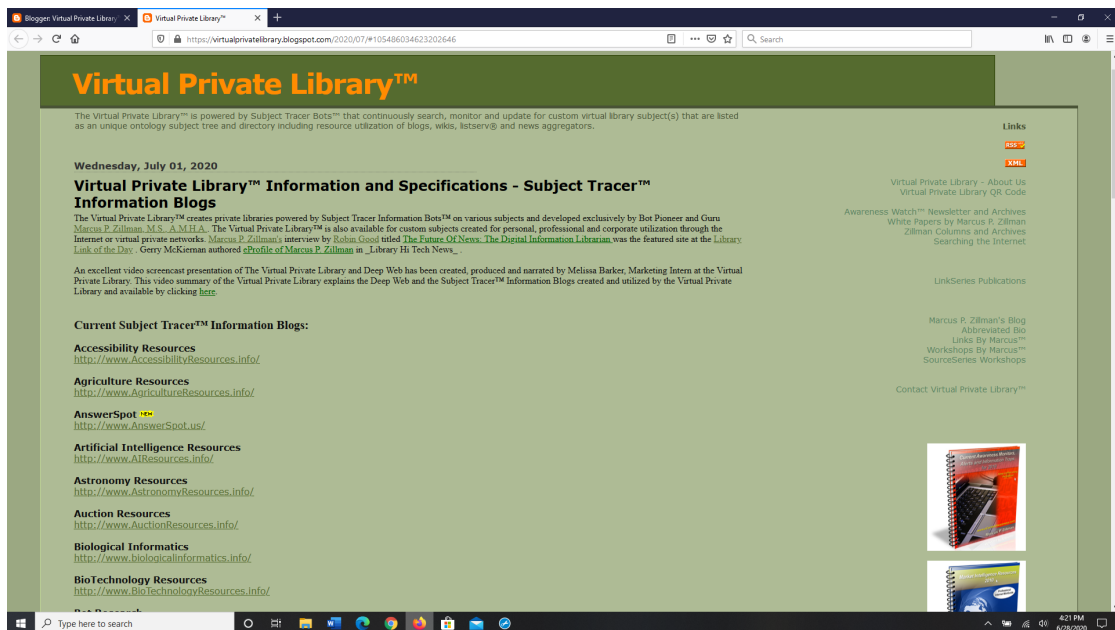 Blogger: Virtual Private Library
Virtual Private Library™
https://virtualprivatelibrary.blogspot.com/2020/07/#105486034623202646
Search
Virtual Private Library™
The Virtual Private Library™ is powered by Subject Tracer Bots™ that continuously search, monitor and update for custom virtual library subject(s) that are listed
as an unique ontology subject tree and directory including resource utilization of blogs, wikis, listserv® and news aggregators.
Wednesday, July 01, 2020
Virtual Private Library™ Information and Specifications - Subject Tracer™
Information Blogs
The Virtual Private Library™ creates private libraries powered by Subject Tracer Information Bots™ on various subjects and developed exclusively by Bot Pioneer and Guru
Marcus P. Zillman, M.S., A.M.H.A.. The Virtual Private Library™ is also available for custom subjects created for personal, professional and corporate utilization through the
Internet or virtual private networks. Marcus P. Zillman's interview by Robin Good titled The Future Of News: The Digital Information Librarian was the featured site at the Library
Link of the Day . Gerry McKiernan authored eProfile of Marcus P. Zillman in _Library Hi Tech News_ .
An excellent video screencast presentation of The Virtual Private Library and Deep Web has been created, produced and narrated by Melissa Barker, Marketing Intern at the Virtual
Private Library. This video summary of the Virtual Private Library explains the Deep Web and the Subject Tracer™ Information Blogs created and utilized by the Virtual Private
Library and available by clicking here.
Current Subject Tracer™ Information Blogs:
Accessibility Resources
http://www.AccessibilityResources.info/
Agriculture Resources
http://www.AgricultureResources.info/
AnswerSpot NEW
http://www.AnswerSpot.us/
Artificial Intelligence Resources
http://www.AIResources.info/
Astronomy Resources
http://www.AstronomyResources.info/
Auction Resources
http://www.AuctionResources.info/
Biological Informatics
http://www.biologicalinformatics.info/
BioTechnology Resources
http://www.BioTechnologyResources.info/
Bot Research
Links
RSS
XML
Virtual Private Library - About Us
Virtual Private Library QR Code
Awareness Watch™ Newsletter and Archives
White Papers by Marcus P. Zillman
Zillman Columns and Archives
Searching the Internet
LinkSeries Publications
Marcus P. Zillman's Blog
Abbreviated Bio
Links By Marcus™
Workshops By Marcus™
SourceSeries Workshops
Contact Virtual Private Library™
Type here to search
4:21 PM
6/28/2020